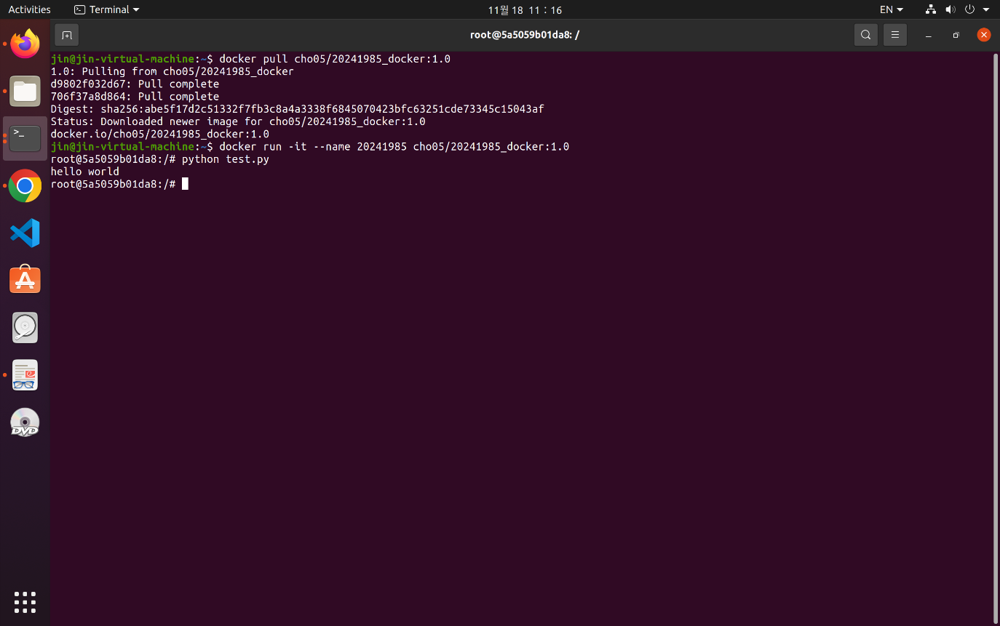 Activities
Terminal
11월 18 11：16
EN
root@5a5059b01da8: /
jin@jin-virtual-machine:~$ docker pull cho05/20241985_docker:1.0
1.0: Pulling from cho05/20241985_docker
d9802f032d67: Pull complete
706f37a8d864: Pull complete
Digest: sha256:abe5f17d2c51332f7fb3c8a4a3338f6845070423bfc63251cde73345c15043af
Status: Downloaded newer image for cho05/20241985_docker:1.0
docker.io/cho05/20241985_docker:1.0
jin@jin-virtual-machine:~$ docker run -it --name 20241985 cho05/20241985_docker:1.0
root@5a5059b01da8:/# python test.py
hello world
root@5a5059b01da8:/#
DVD